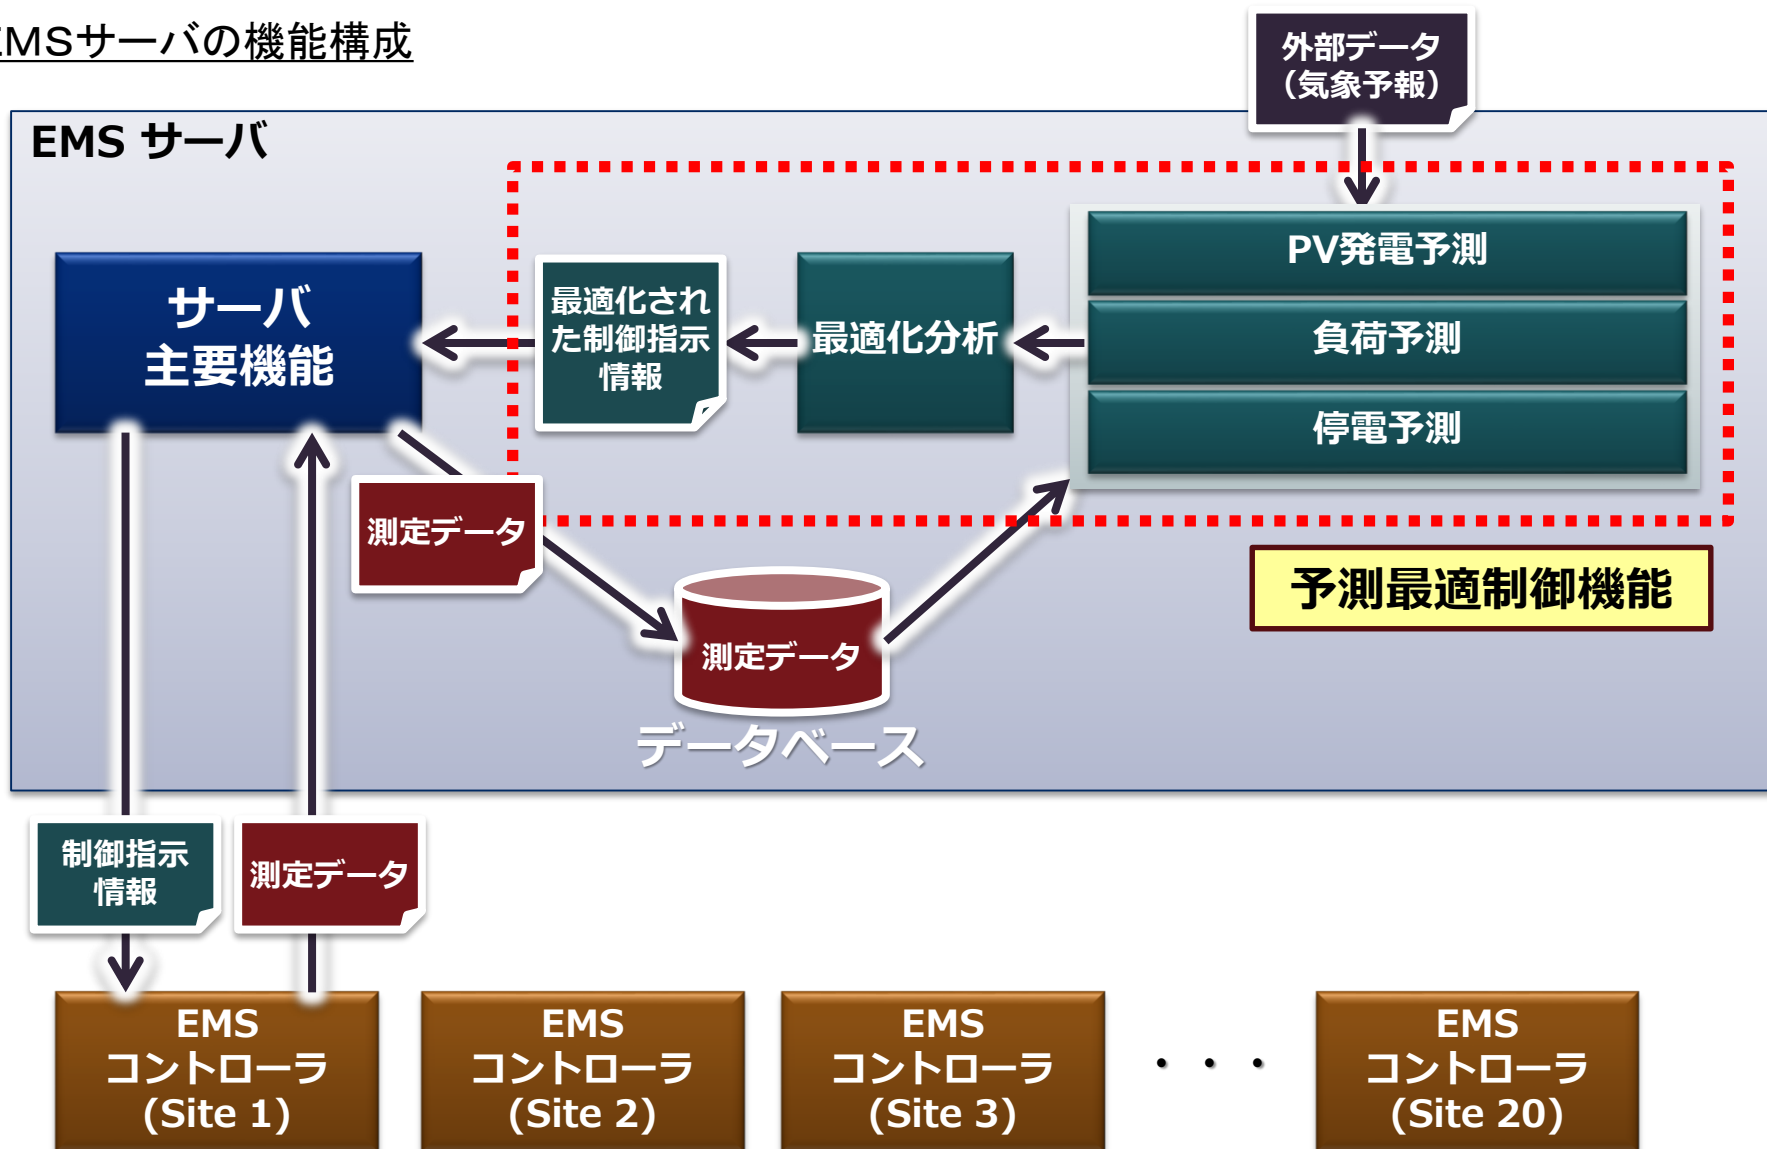 EMSサーバの機能構成
外部データ
（気象予報）
EMS サーバ
PV発電予測
負荷予測
停電予測
サーバ
主要機能
最適化され
た制御指示
情報
最適化分析
測定データ
予測最適制御機能
測定データ
データベース
制御指示
情報
測定データ
EMS
コントローラ
(Site 1)
EMS
コントローラ
(Site 2)
EMS
コントローラ
(Site 3)
・・・
EMS
コントローラ
(Site 20)